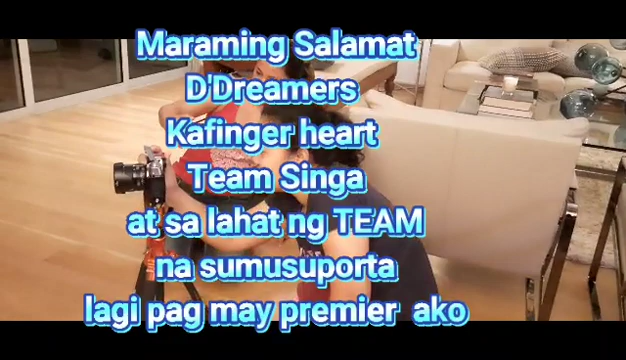 Maraming Salamat
D'Dreamers
Kafinger heart
Team Singa
at sa lahat ng TEAM
na sumusuporta
lagi pag may premier ako